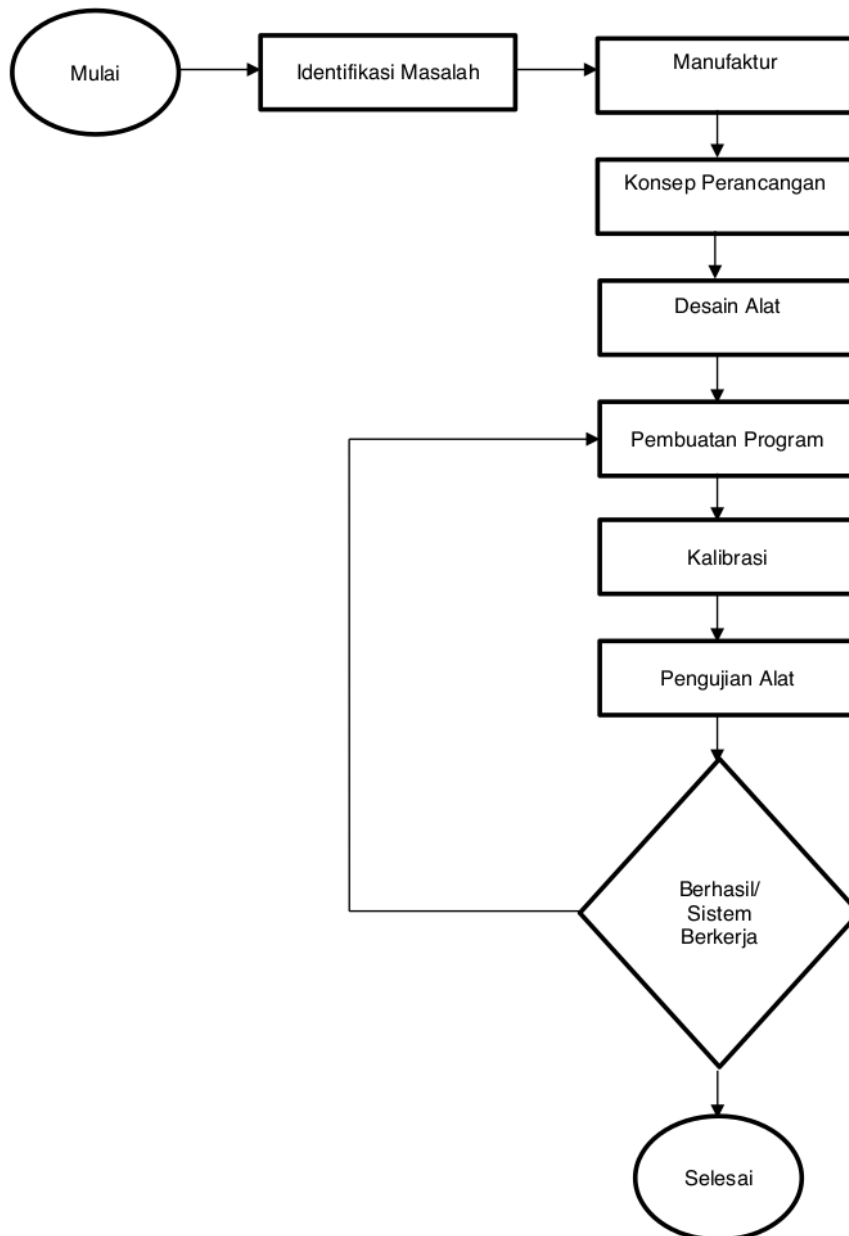 Mulai
Identifikasi Masalah
Manufaktur
Konsep Perancangan
Desain Alat
Pembuatan Program
Kalibrasi
Pengujian Alat
Berhasil/
Sistem
Berkerja
Selesai